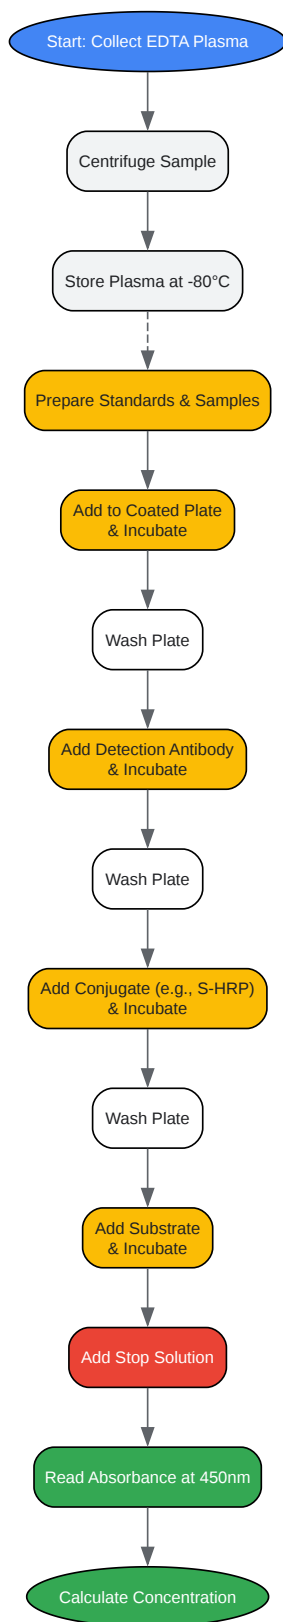 Start: Collect EDTA Plasma
Centrifuge Sample
Store Plasma at -80°C
Prepare Standards & Samples
Add to Coated Plate
& Incubate
Wash Plate
Add Detection Antibody
& Incubate
Wash Plate
Add Conjugate (e.g., S-HRP)
& Incubate
Wash Plate
Add Substrate
& Incubate
Add Stop Solution
Read Absorbance at 450nm
Calculate Concentration